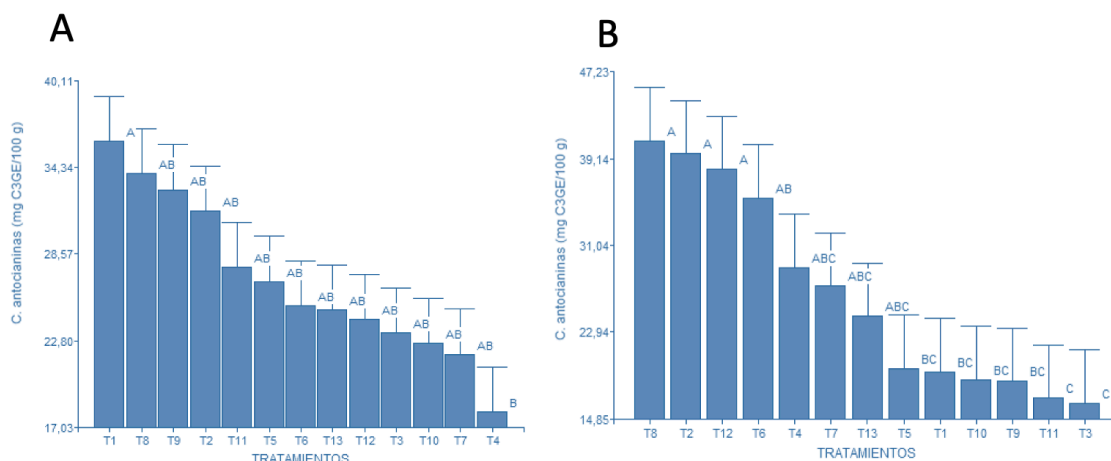 A
C. antocianinas (mg C3GE/100 g)
40,11
34,34
28,57
22,80
17,03
A
AB
AB
AB
AB
AB
AB
AB
AB
AB
AB
AB
B
T1 T8 T9 T2 T11 T5 T6 T13 T12 T3 T10 T7 T4
TRATAMIENTOS
B
C. antocianinas (mg C3GE/100 g)
47,23
39,14
31,04
22,94
14,85
A
A
A
AB
ABC
ABC
ABC
BC
BC
BC
BC
C
C
T8 T2 T12 T6 T4 T7 T13 T5 T1 T10 T9 T11 T3
TRATAMIENTOS